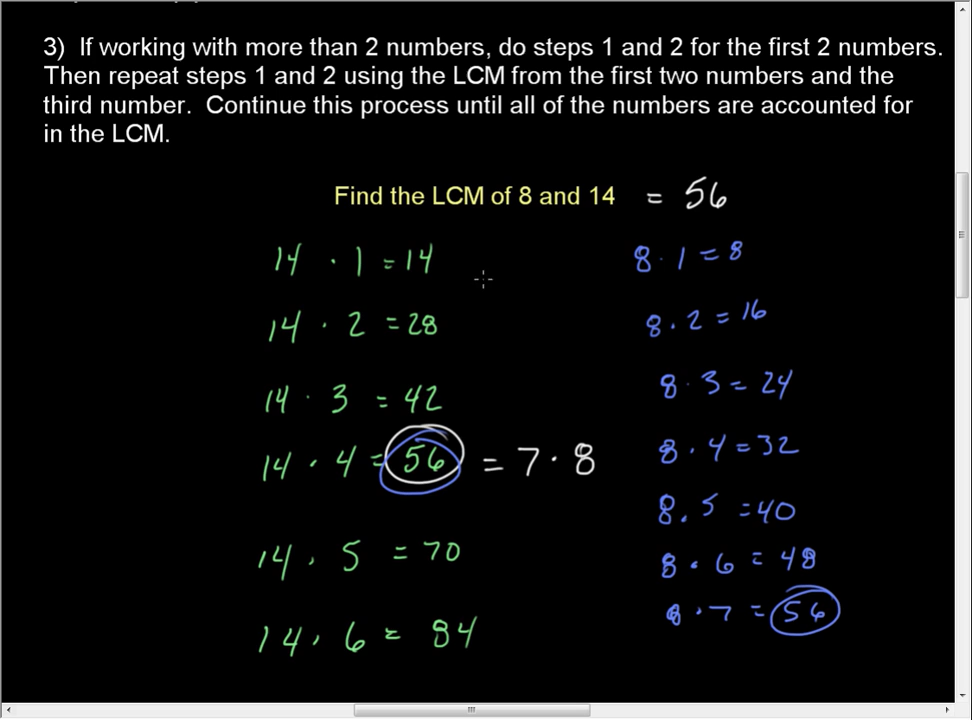 3) If working with more than 2 numbers, do steps 1 and 2 for the first 2 numbers.
Then repeat steps 1 and 2 using the LCM from the first two numbers and the
third number. Continue this process until all of the numbers are accounted for
in the LCM.
Find the LCM of 8 and 14 = 56
14 · 1 = 14
14 · 2 = 28
14 · 3 = 42
14 · 4 = 56 = 7 · 8
14 · 5 = 70
14 · 6 = 84
8 · 1 = 8
8 · 2 = 16
8 · 3 = 24
8 · 4 = 32
8 · 5 = 40
8 · 6 = 48
8 · 7 = 56